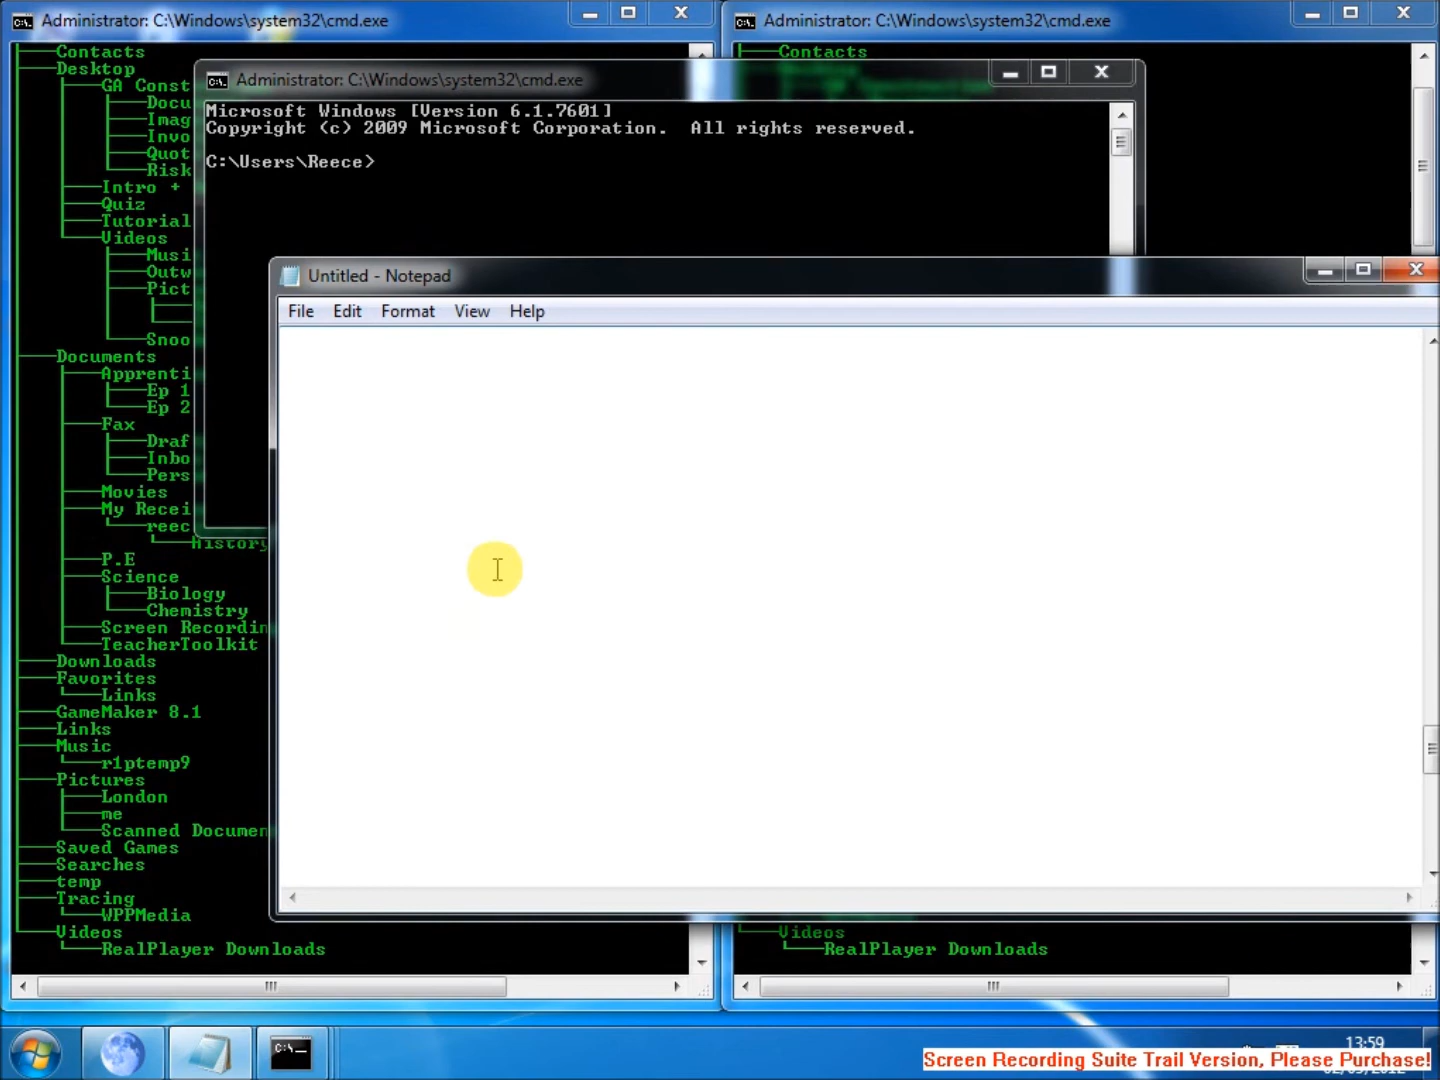 Administrator: C:\Windows\system32\cmd.exe
Administrator: C:\Windows\system32\cmd.exe
Contacts
Desktop
GA Const
Docu
Imag
Invo
Quot
Risk
Intro +
Quiz
Tutorial
Videos
Musi
Outw
Pict
Snoo
Documents
Apprenti
Ep 1
Ep 2
Fax
Draf
Inbo
Pers
Movies
My Recei
reec
History
P.E
Science
Biology
Chemistry
Screen Recordin
TeacherToolkit
Downloads
Favorites
Links
GameMaker 8.1
Links
Music
r1ptemp9
Pictures
London
me
Scanned Documen
Saved Games
Searches
temp
Tracing
WPPMedia
Videos
RealPlayer Downloads
Contacts
Administrator: C:\Windows\system32\cmd.exe
Microsoft Windows [Version 6.1.7601]
Copyright (c) 2009 Microsoft Corporation.  All rights reserved.
C:\Users\Reece>
Untitled - Notepad
File Edit Format View Help
Videos
RealPlayer Downloads
13:59
Screen Recording Suite Trail Version, Please Purchase!